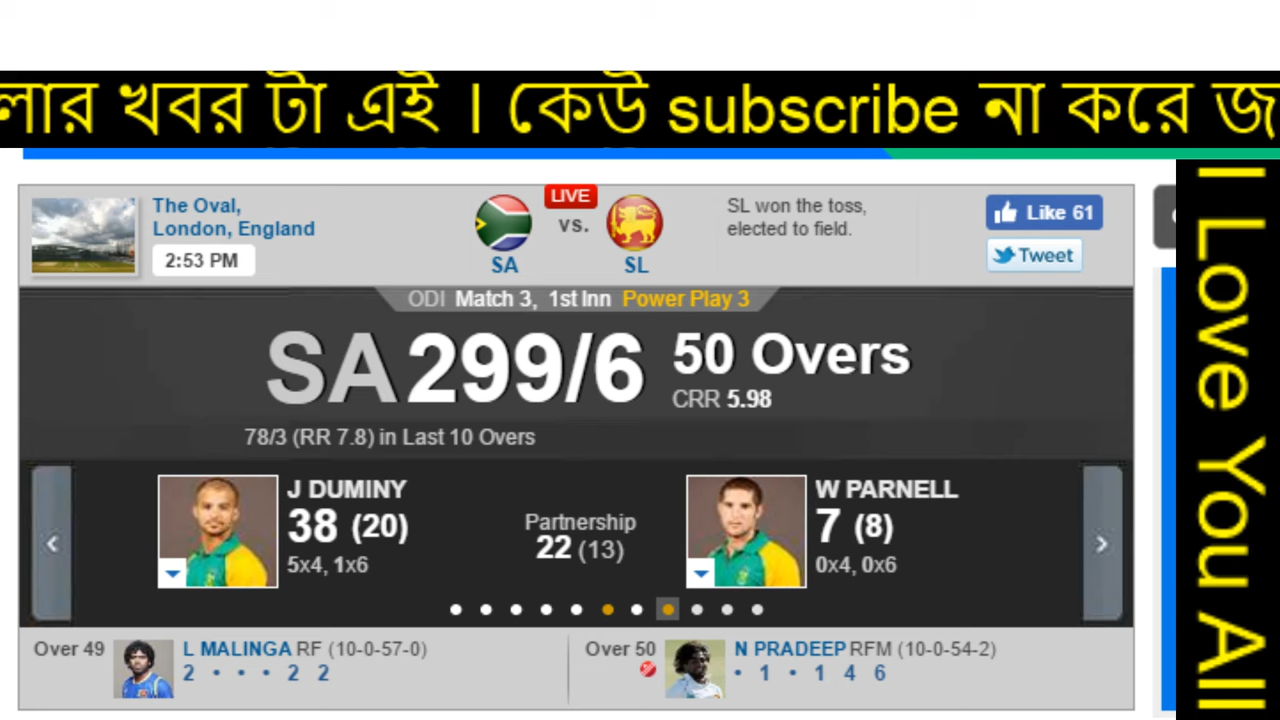 লার খবর টা এই । কেউ subscribe না করে জ
The Oval,
London, England
2:53 PM
LIVE
vs.
SA
SL
SL won the toss,
elected to field.
Like 61
Tweet
ODI Match 3, 1st Inn Power Play 3
SA 299/6
50 Overs
CRR 5.98
78/3 (RR 7.8) in Last 10 Overs
J DUMINY
38 (20)
5x4, 1x6
Partnership
22 (13)
W PARNELL
7 (8)
0x4, 0x6
Over 49
L MALINGA RF (10-0-57-0)
2 • • • 2 2
Over 50
N PRADEEP RFM (10-0-54-2)
• 1 • 1 4 6
I Love You All